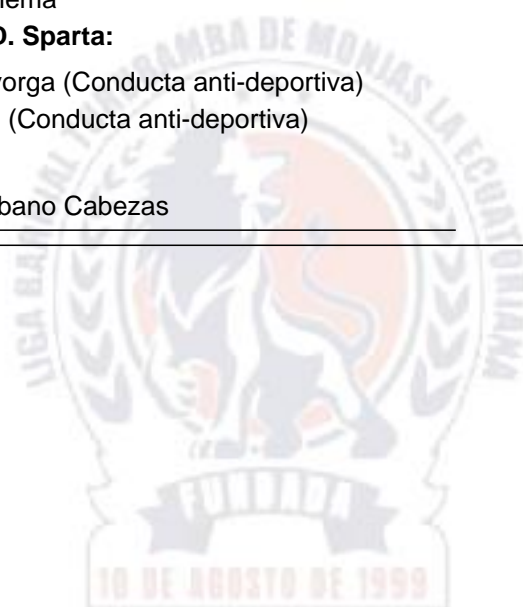 nema
D. Sparta:
vorga (Conducta anti-deportiva)
(Conducta anti-deportiva)
bano Cabezas
LIGA BARRIAL TURUBAMBA DE MONJAS LA ECUATORIANA
FUNDADA
10 DE AGOSTO DE 1999